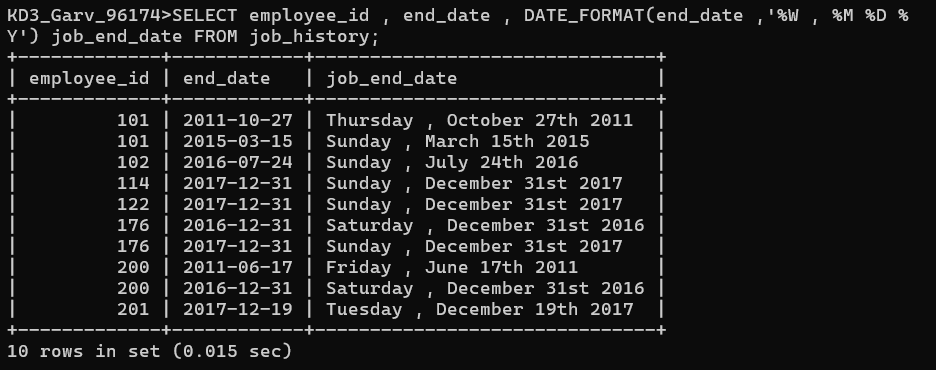 KD3_Garv_96174>SELECT employee_id , end_date , DATE_FORMAT(end_date ,'%W , %M %D %
Y') job_end_date FROM job_history;
+-------------+------------+-------------------------------+
| employee_id | end_date   | job_end_date                  |
+-------------+------------+-------------------------------+
|         101 | 2011-10-27 | Thursday , October 27th 2011  |
|         101 | 2015-03-15 | Sunday , March 15th 2015      |
|         102 | 2016-07-24 | Sunday , July 24th 2016       |
|         114 | 2017-12-31 | Sunday , December 31st 2017   |
|         122 | 2017-12-31 | Sunday , December 31st 2017   |
|         176 | 2016-12-31 | Saturday , December 31st 2016 |
|         176 | 2017-12-31 | Sunday , December 31st 2017   |
|         200 | 2011-06-17 | Friday , June 17th 2011       |
|         200 | 2016-12-31 | Saturday , December 31st 2016 |
|         201 | 2017-12-19 | Tuesday , December 19th 2017  |
+-------------+------------+-------------------------------+
10 rows in set (0.015 sec)